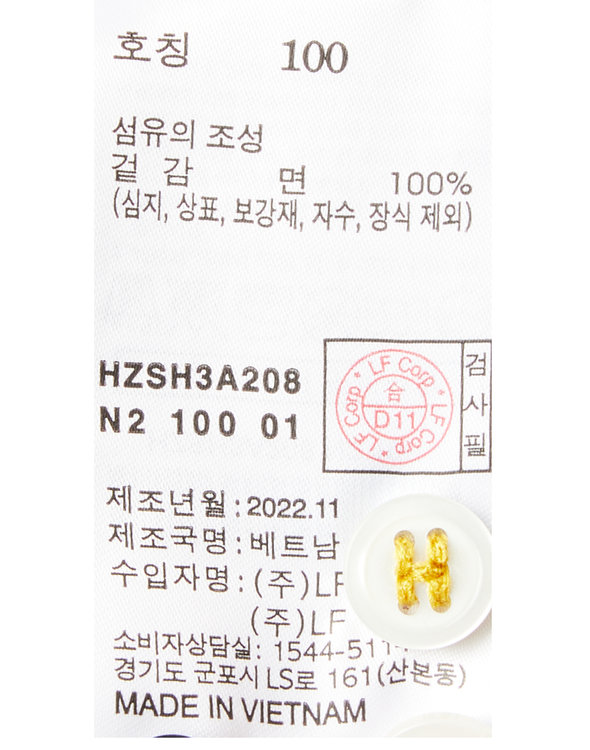 호칭 100
섬유의 조성
겉 감 면 100%
(심지, 상표, 보강재, 자수, 장식 제외)
HZSH3A208
N2 100 01
* LF Corp * LF Corp * LF Corp
合
D11
검사필
제조년월 : 2022.11
제조국명 : 베트남
수입자명 : (주)LF
(주)LF
소비자상담실: 1544-511
경기도 군포시 LS로 161(산본동)
MADE IN VIETNAM